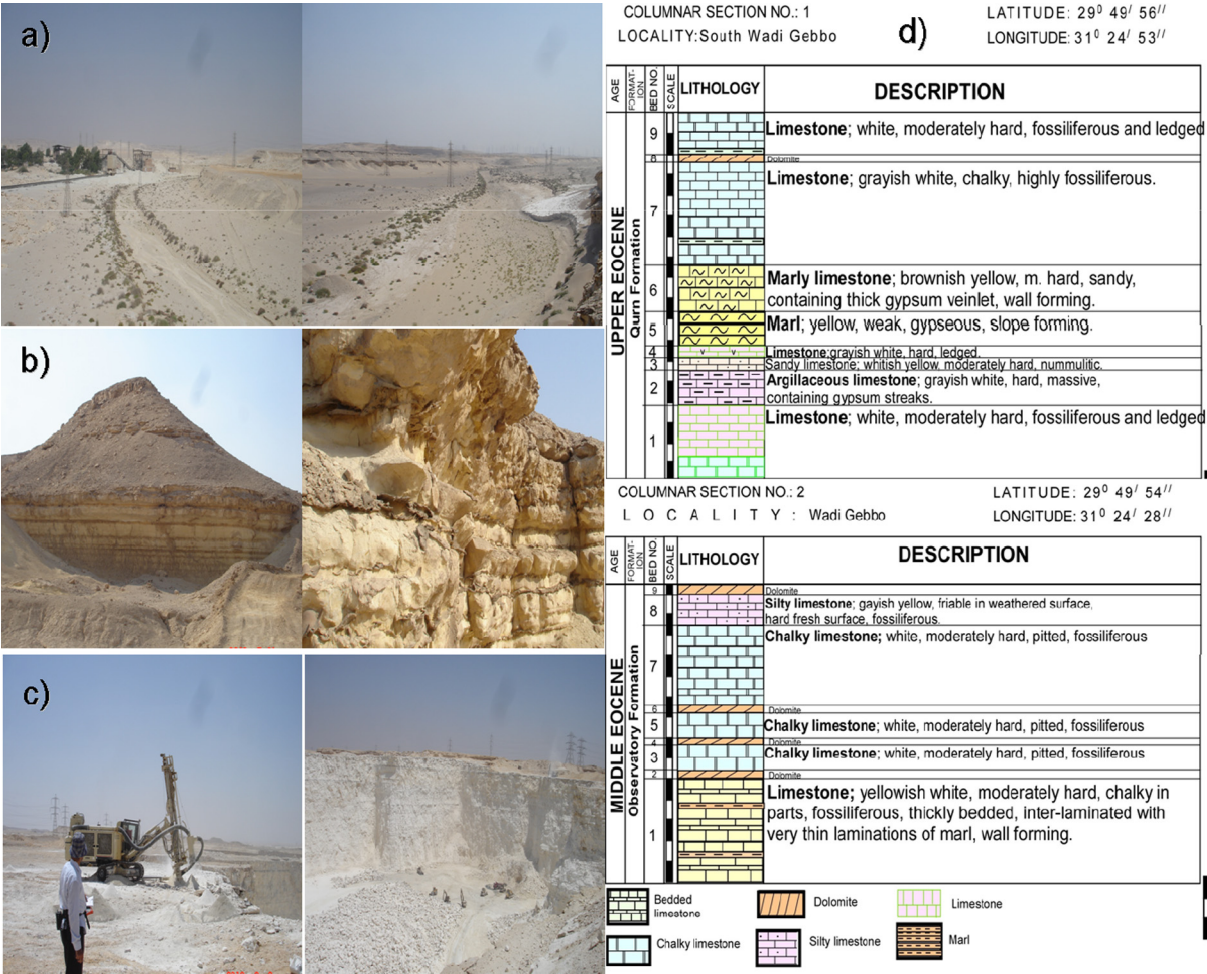 a)
b)
c)
d)
COLUMNAR SECTION NO.: 1
LATITUDE: 29⁰ 49/ 56//
LOCALITY:South Wadi Gebbo
LONGITUDE: 31⁰ 24/ 53//
AGE
FORMAT-
ION
BED NO.
SCALE
LITHOLOGY
DESCRIPTION
UPPER EOCENE
Qurn Formation
9
Limestone; white, moderately hard, fossiliferous and ledged
8
Dolomite
7
Limestone; grayish white, chalky, highly fossiliferous.
6
Marly limestone; brownish yellow, m. hard, sandy,
containing thick gypsum veinlet, wall forming.
5
Marl; yellow, weak, gypseous, slope forming.
4
Limestone;grayish white, hard, ledged.
3
Sandy limestone; whitish yellow, moderately hard, nummulitic.
2
Argillaceous limestone; grayish white, hard, massive,
containing gypsum streaks.
1
Limestone; white, moderately hard, fossiliferous and ledged
COLUMNAR SECTION NO.: 2
LATITUDE: 29⁰ 49/ 54//
LOCALITY: Wadi Gebbo
LONGITUDE: 31⁰ 24/ 28//
AGE
FORMAT-
ION
BED NO.
SCALE
LITHOLOGY
DESCRIPTION
MIDDLE EOCENE
Observatory Formation
9
Dolomite
8
Silty limestone; gayish yellow, friable in weathered surface,
hard fresh surface, fossiliferous.
7
Chalky limestone; white, moderately hard, pitted, fossiliferous
6
Dolomite
5
Chalky limestone; white, moderately hard, pitted, fossiliferous
4
Dolomite
3
Chalky limestone; white, moderately hard, pitted, fossiliferous
2
Dolomite
1
Limestone; yellowish white, moderately hard, chalky in
parts, fossiliferous, thickly bedded, inter-laminated with
very thin laminations of marl, wall forming.
Bedded
limestone
Dolomite
Limestone
Chalky limestone
Silty limestone
Marl